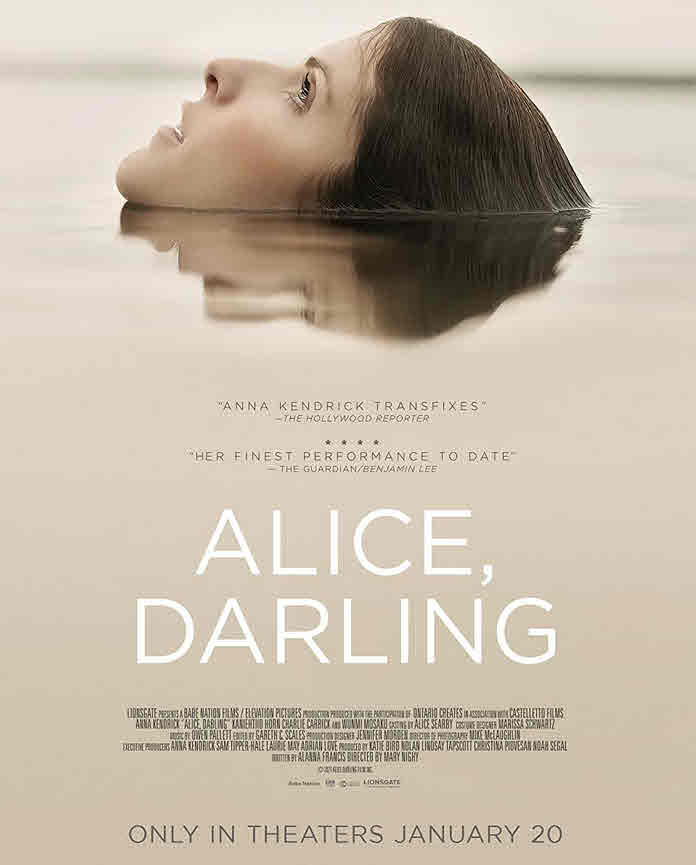 “ANNA KENDRICK TRANSFIXES”
—THE HOLLYWOOD REPORTER
★ ★ ★ ★
“HER FINEST PERFORMANCE TO DATE”
— THE GUARDIAN/BENJAMIN LEE
ALICE,
DARLING
LIONSGATE PRESENTS A BABE NATION FILMS / ELEVATION PICTURES PRODUCTION PRODUCED WITH THE PARTICIPATION OF ONTARIO CREATES IN ASSOCIATION WITH CASTELLETTO FILMS
ANNA KENDRICK “ALICE, DARLING” KANIEHTIIO HORN CHARLIE CARRICK AND WUNMI MOSAKU CASTING BY ALICE SEARBY COSTUME DESIGNER MARISSA SCHWARTZ
MUSIC BY OWEN PALLETT EDITED BY GARETH C. SCALES PRODUCTION DESIGNER JENNIFER MORDEN DIRECTOR OF PHOTOGRAPHY MIKE McLAUGHLIN
EXECUTIVE PRODUCERS ANNA KENDRICK SAM TIPPER-HALE LAURIE MAY ADRIAN LOVE PRODUCED BY KATIE BIRD NOLAN LINDSAY TAPSCOTT CHRISTINA PIOVESAN NOAH SEGAL
WRITTEN BY ALANNA FRANCIS DIRECTED BY MARY NIGHY
Babe Nation LIONSGATE
ONLY IN THEATERS JANUARY 20